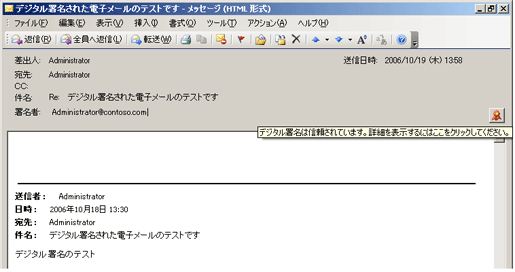 デジタル署名された電子メールのテストです - メッセージ (HTML 形式)
ファイル(F) 編集(E) 表示(V) 挿入(I) 書式(O) ツール(T) アクション(A) ヘルプ(H)
返信(R) 全員へ返信(L) 転送(W)
差出人: Administrator 送信日時: 2006/10/19 (木) 13:58
宛先: Administrator
CC:
件名: Re: デジタル署名された電子メールのテストです
署名者: Administrator@contoso.com
デジタル署名は信頼されています。詳細を表示するにはここをクリックしてください。
送信者: Administrator
日時: 2006年10月18日 13:30
宛先: Administrator
件名: デジタル署名された電子メールのテストです
デジタル署名のテスト